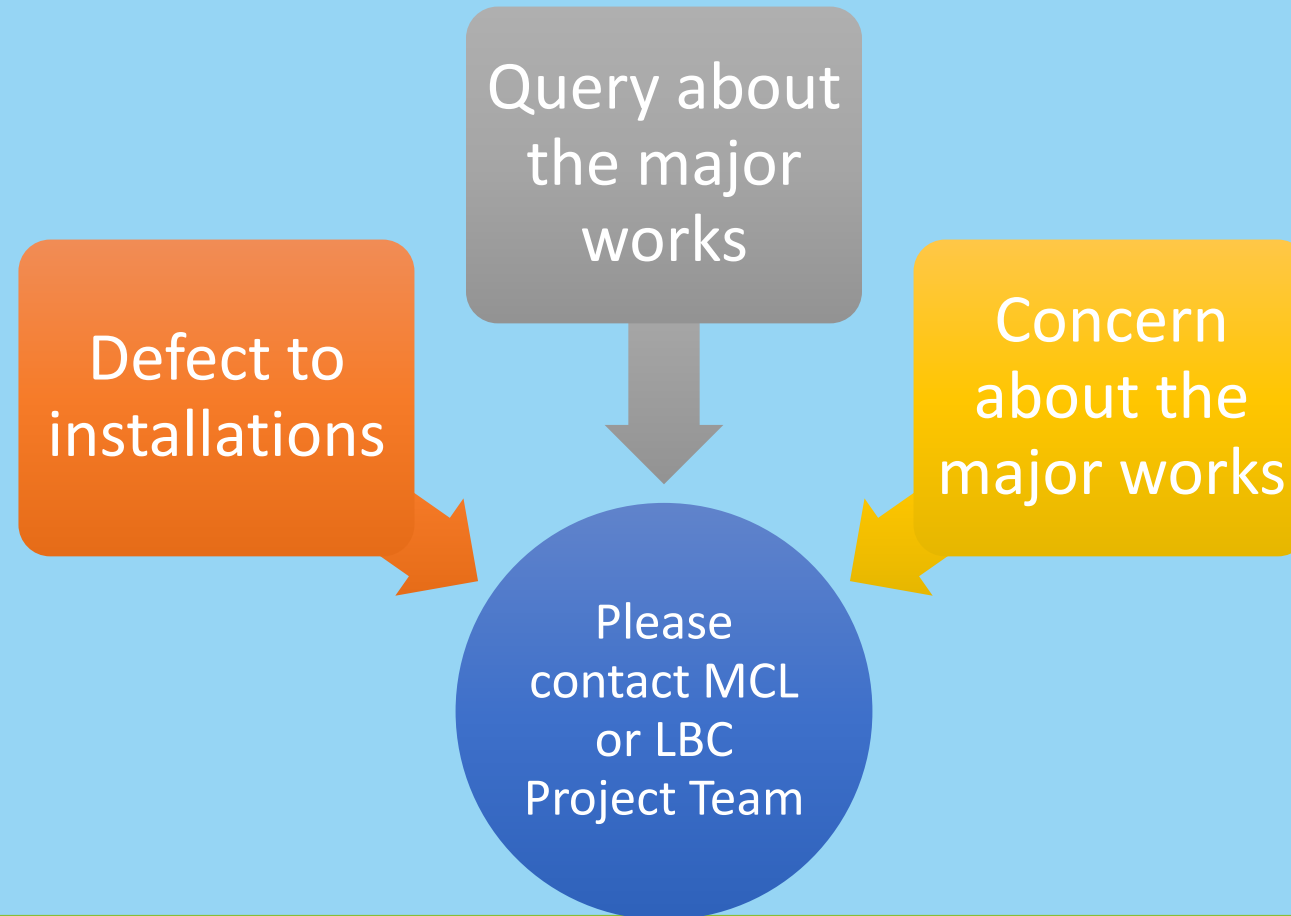 Query about
the major
works
Defect to
installations
Concern
about the
major works
Please
contact MCL
or LBC
Project Team